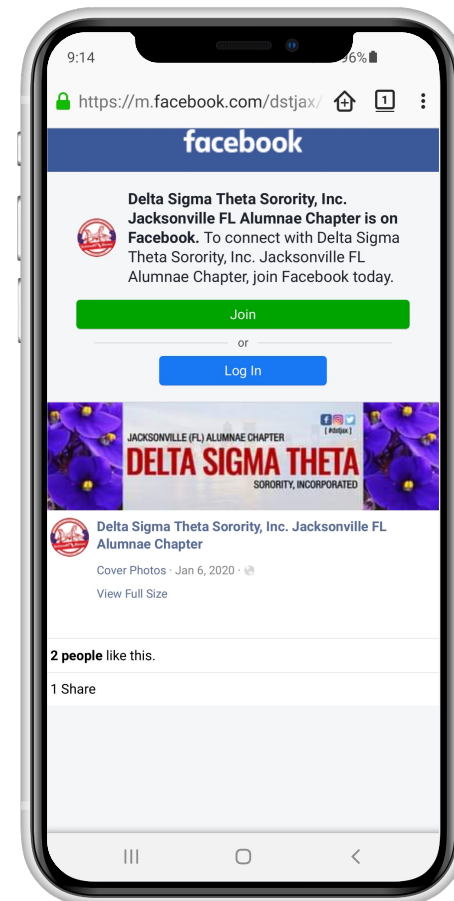 9:14
96%
https://m.facebook.com/dstjax/
1
facebook
Delta Sigma Theta Sorority, Inc.
Jacksonville FL Alumnae Chapter is on
Facebook. To connect with Delta Sigma
Theta Sorority, Inc. Jacksonville FL
Alumnae Chapter, join Facebook today.
Join
or
Log In
[ #dstjax ]
JACKSONVILLE (FL) ALUMNAE CHAPTER
DELTA SIGMA THETA
SORORITY, INCORPORATED
Delta Sigma Theta Sorority, Inc. Jacksonville FL
Alumnae Chapter
Cover Photos · Jan 6, 2020 ·
View Full Size
2 people like this.
1 Share